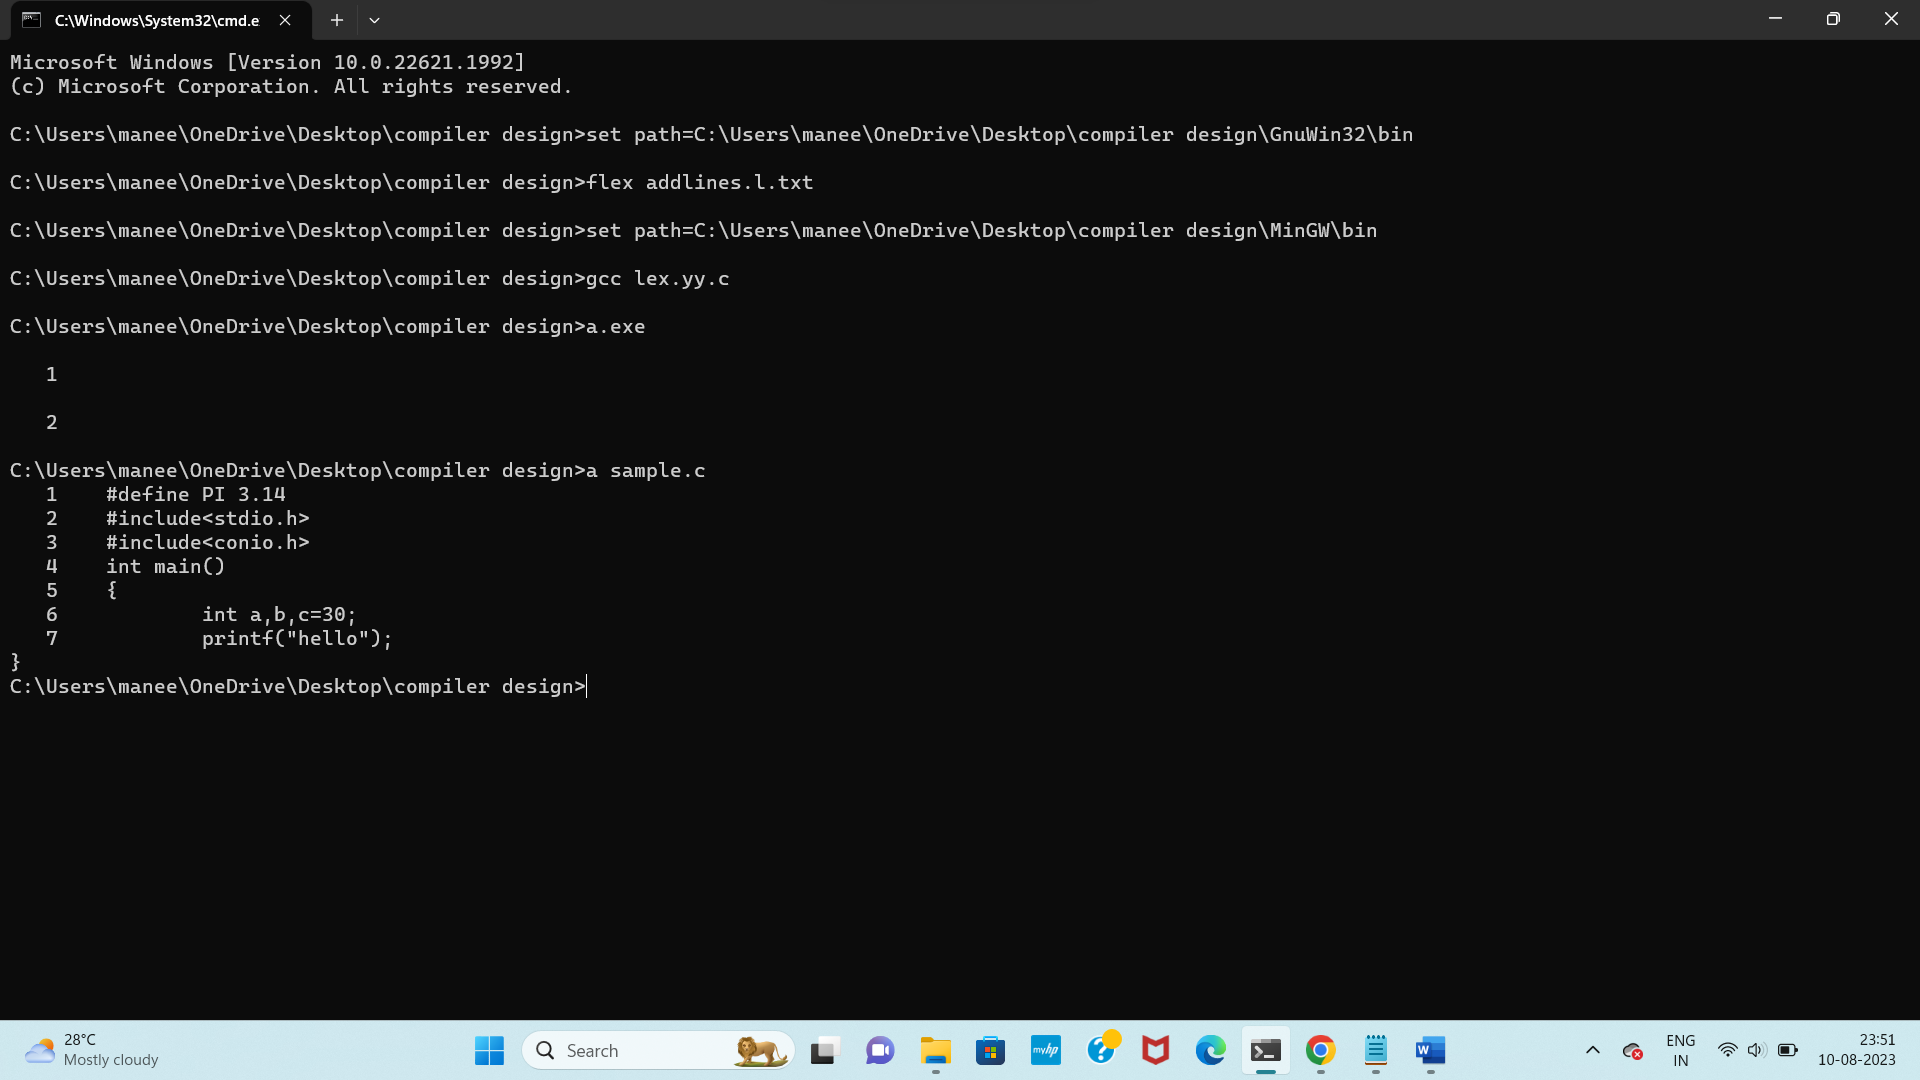 C:\Windows\System32\cmd.e
Microsoft Windows [Version 10.0.22621.1992]
(c) Microsoft Corporation. All rights reserved.
C:\Users\manee\OneDrive\Desktop\compiler design>set path=C:\Users\manee\OneDrive\Desktop\compiler design\GnuWin32\bin
C:\Users\manee\OneDrive\Desktop\compiler design>flex addlines.l.txt
C:\Users\manee\OneDrive\Desktop\compiler design>set path=C:\Users\manee\OneDrive\Desktop\compiler design\MinGW\bin
C:\Users\manee\OneDrive\Desktop\compiler design>gcc lex.yy.c
C:\Users\manee\OneDrive\Desktop\compiler design>a.exe
   1
   2
C:\Users\manee\OneDrive\Desktop\compiler design>a sample.c
   1    #define PI 3.14
   2    #include<stdio.h>
   3    #include<conio.h>
   4    int main()
   5    {
   6            int a,b,c=30;
   7            printf("hello");
}
C:\Users\manee\OneDrive\Desktop\compiler design>
28°C
Mostly cloudy
Search
myhp
W
ENG
IN
23:51
10-08-2023